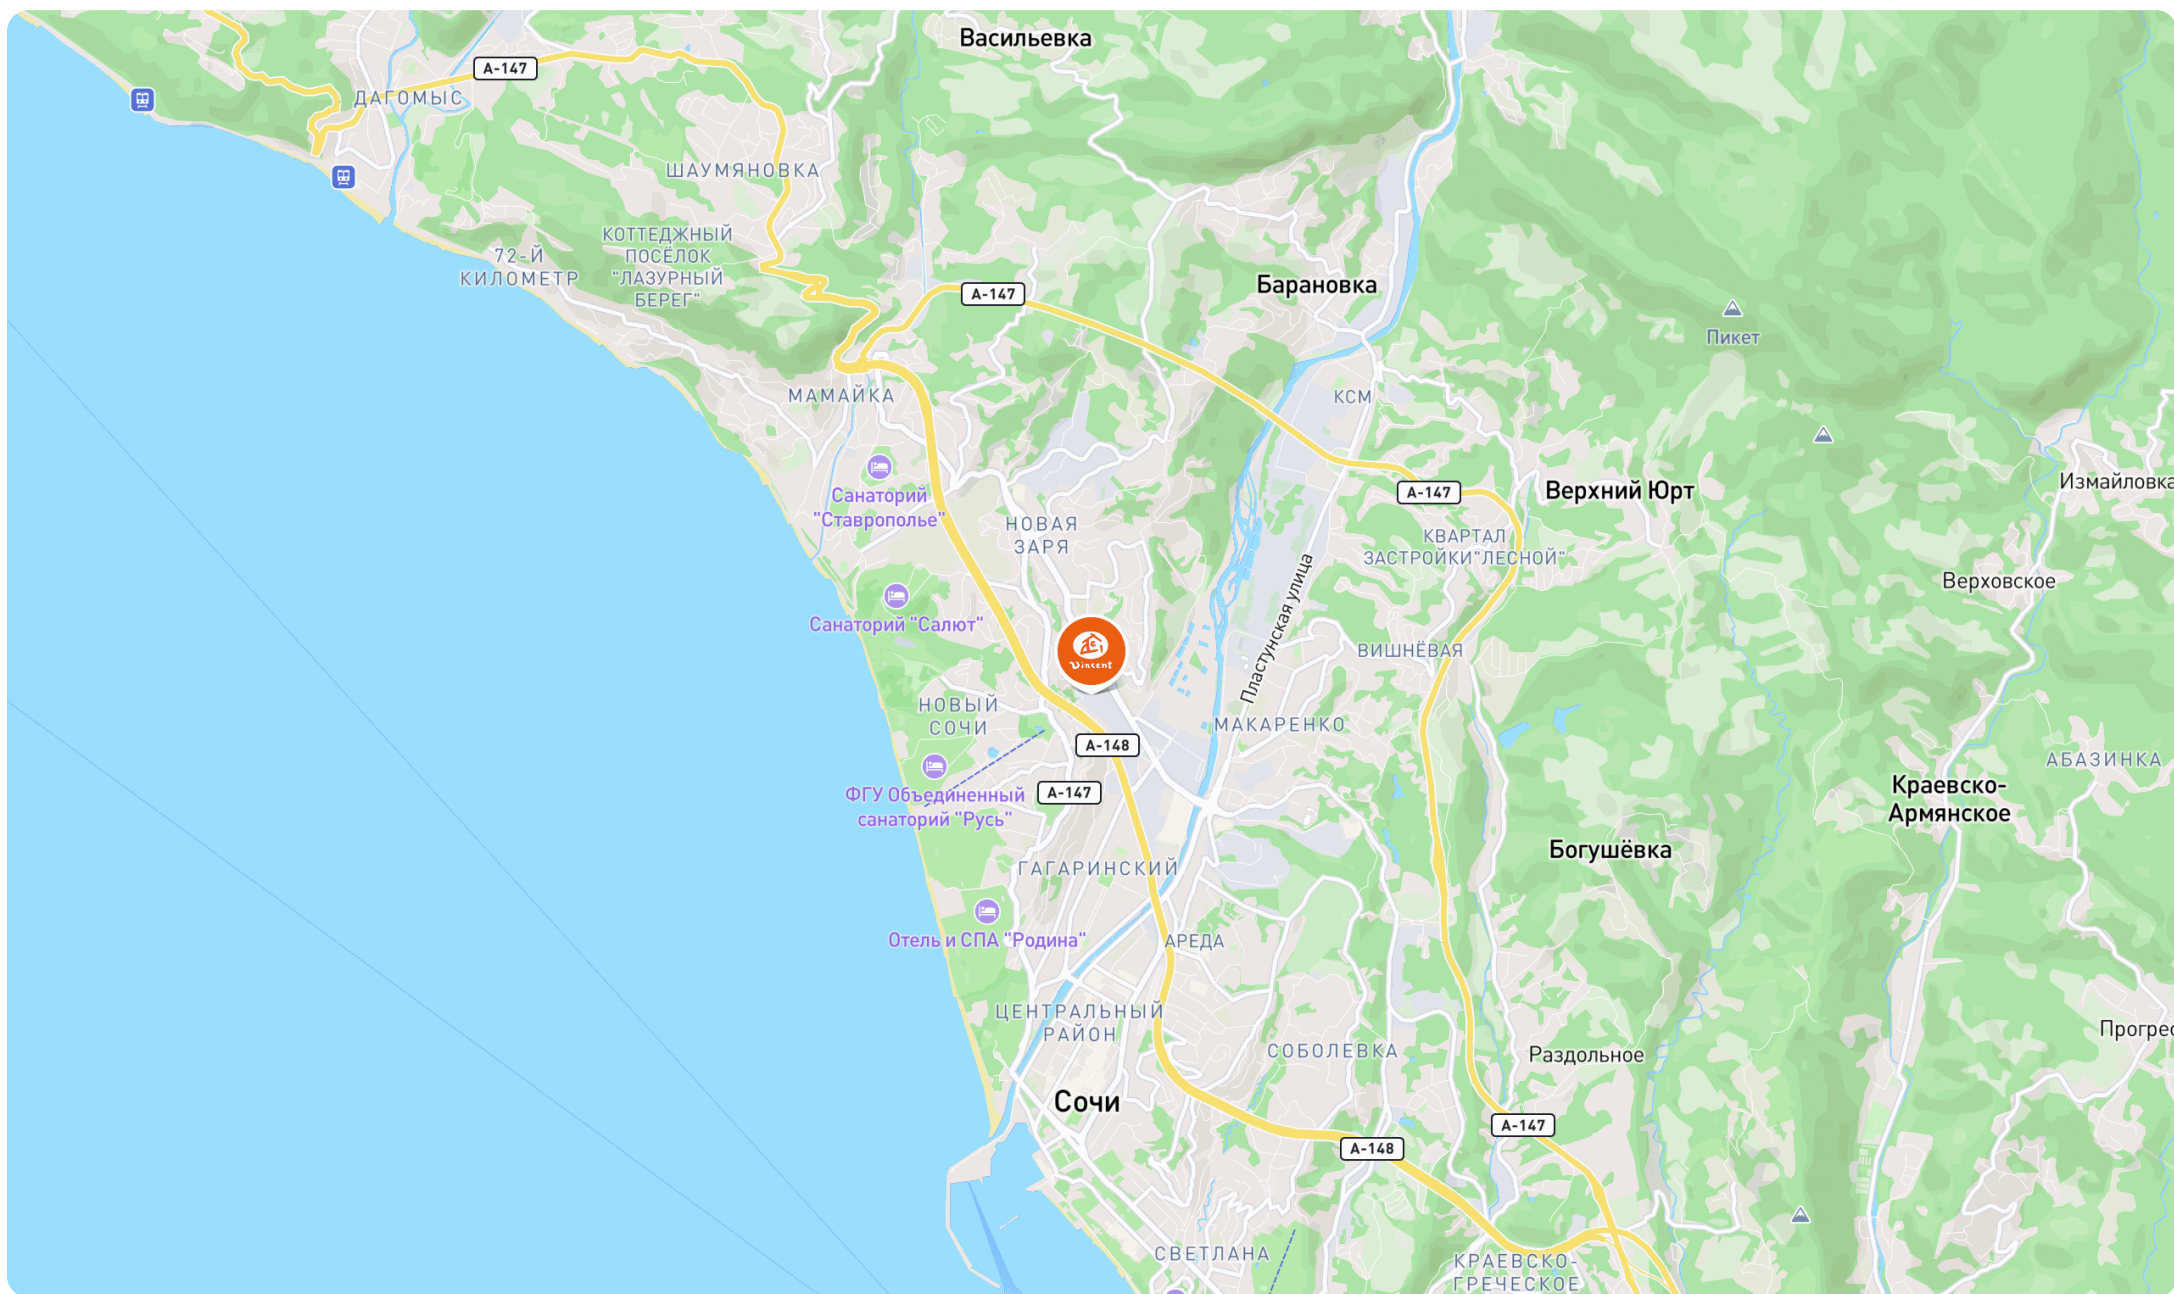 Васильевка
А-147
ДАГОМЫС
ШАУМЯНОВКА
КОТТЕДЖНЫЙ
ПОСЁЛОК
"ЛАЗУРНЫЙ
БЕРЕГ"
72-Й
КИЛОМЕТР
А-147
Барановка
Пикет
МАМАЙКА
КСМ
Санаторий
"Ставрополье"
А-147
Верхний Юрт
Измайловка
НОВАЯ
ЗАРЯ
КВАРТАЛ
ЗАСТРОЙКИ"ЛЕСНОЙ"
Верховское
Санаторий "Салют"
Пластунская улица
Vincent
ВИШНЁВАЯ
НОВЫЙ
СОЧИ
МАКАРЕНКО
А-148
АБАЗИНКА
ФГУ Объединенный
санаторий "Русь"
А-147
Краевско-
Армянское
Богушёвка
ГАГАРИНСКИЙ
Отель и СПА "Родина"
АРЕДА
ЦЕНТРАЛЬНЫЙ
РАЙОН
СОБОЛЕВКА
Раздольное
Прогрес
Сочи
А-147
А-148
СВЕТЛАНА
КРАЕВСКО-
ГРЕЧЕСКОЕ